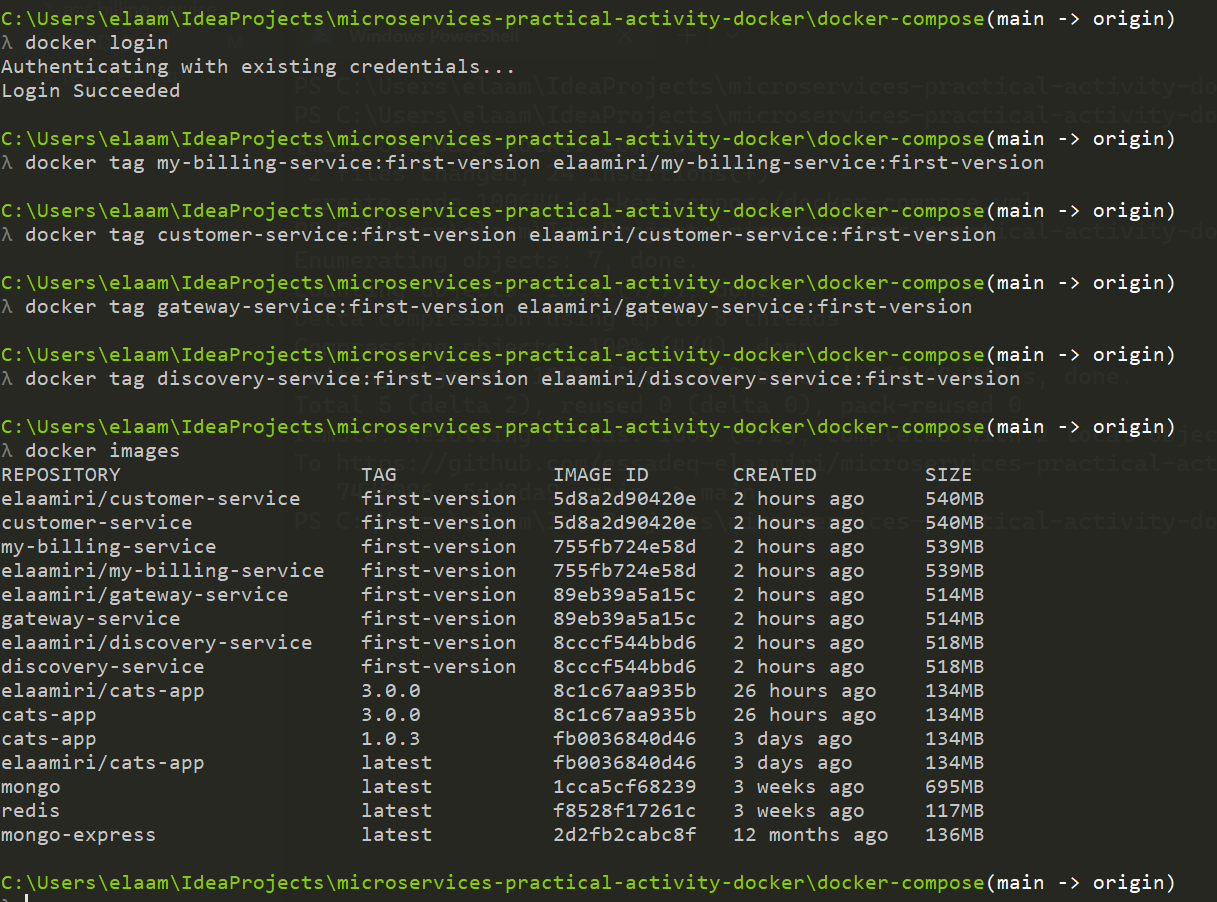 C:\Users\elaam\IdeaProjects\microservices-practical-activity-docker\docker-compose(main -> origin)
λ docker login
Authenticating with existing credentials...
Login Succeeded
C:\Users\elaam\IdeaProjects\microservices-practical-activity-docker\docker-compose(main -> origin)
λ docker tag my-billing-service:first-version elaamiri/my-billing-service:first-version
C:\Users\elaam\IdeaProjects\microservices-practical-activity-docker\docker-compose(main -> origin)
λ docker tag customer-service:first-version elaamiri/customer-service:first-version
C:\Users\elaam\IdeaProjects\microservices-practical-activity-docker\docker-compose(main -> origin)
λ docker tag gateway-service:first-version elaamiri/gateway-service:first-version
C:\Users\elaam\IdeaProjects\microservices-practical-activity-docker\docker-compose(main -> origin)
λ docker tag discovery-service:first-version elaamiri/discovery-service:first-version
C:\Users\elaam\IdeaProjects\microservices-practical-activity-docker\docker-compose(main -> origin)
λ docker images
REPOSITORY TAG IMAGE ID CREATED SIZE
elaamiri/customer-service first-version 5d8a2d90420e 2 hours ago 540MB
customer-service first-version 5d8a2d90420e 2 hours ago 540MB
my-billing-service first-version 755fb724e58d 2 hours ago 539MB
elaamiri/my-billing-service first-version 755fb724e58d 2 hours ago 539MB
elaamiri/gateway-service first-version 89eb39a5a15c 2 hours ago 514MB
gateway-service first-version 89eb39a5a15c 2 hours ago 514MB
elaamiri/discovery-service first-version 8cccf544bbd6 2 hours ago 518MB
discovery-service first-version 8cccf544bbd6 2 hours ago 518MB
elaamiri/cats-app 3.0.0 8c1c67aa935b 26 hours ago 134MB
cats-app 3.0.0 8c1c67aa935b 26 hours ago 134MB
cats-app 1.0.3 fb0036840d46 3 days ago 134MB
elaamiri/cats-app latest fb0036840d46 3 days ago 134MB
mongo latest 1cca5cf68239 3 weeks ago 695MB
redis latest f8528f17261c 3 weeks ago 117MB
mongo-express latest 2d2fb2cabc8f 12 months ago 136MB
C:\Users\elaam\IdeaProjects\microservices-practical-activity-docker\docker-compose(main -> origin)